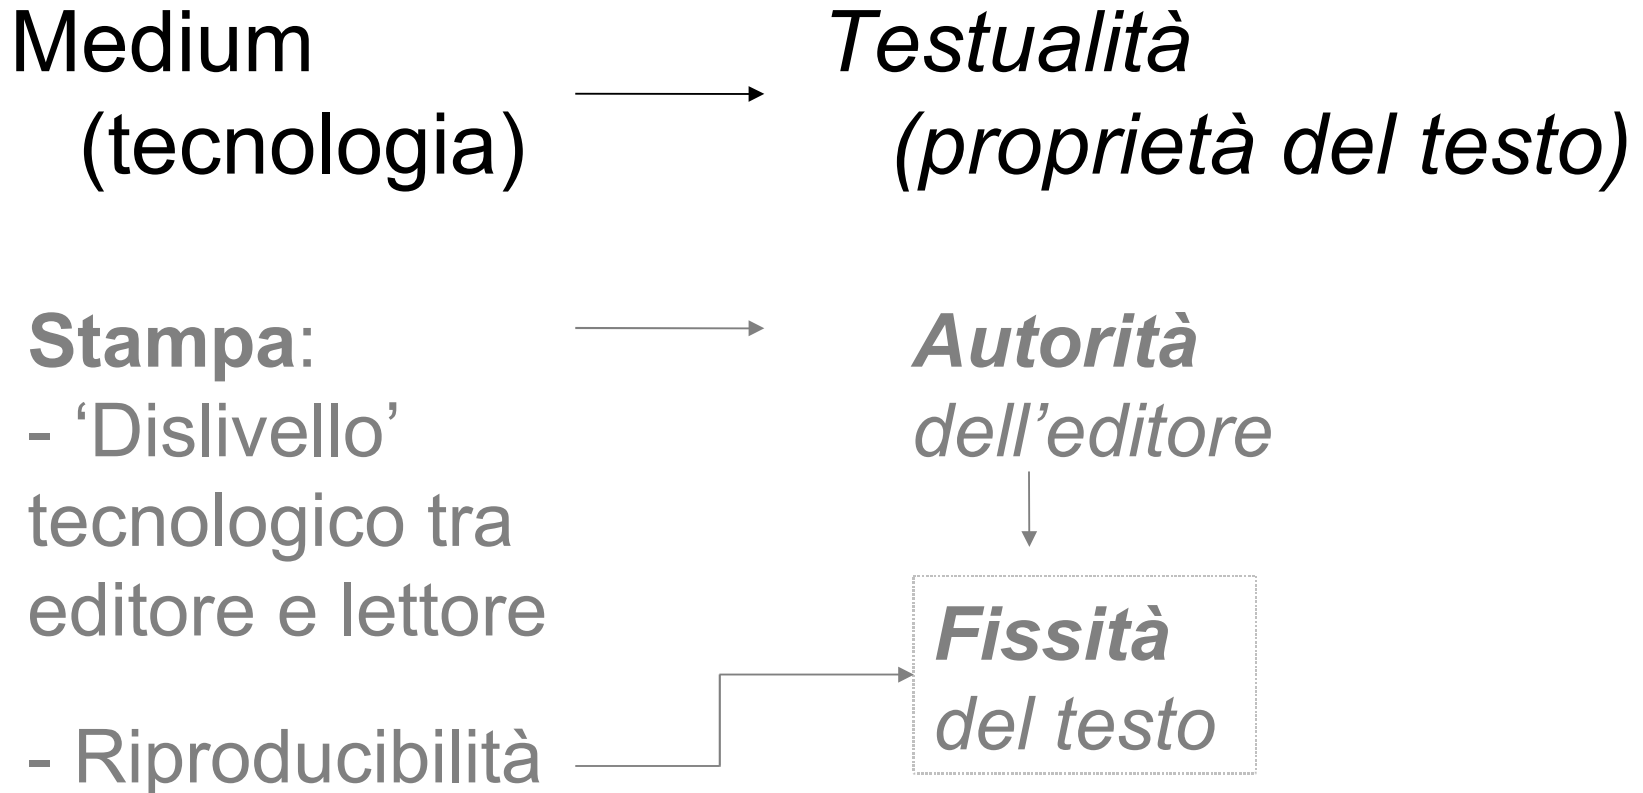 Medium
(tecnologia)
Testualità
(proprietà del testo)
Stampa:
- ‘Dislivello’
tecnologico tra
editore e lettore
- Riproducibilità
Autorità
dell’editore
Fissità
del testo